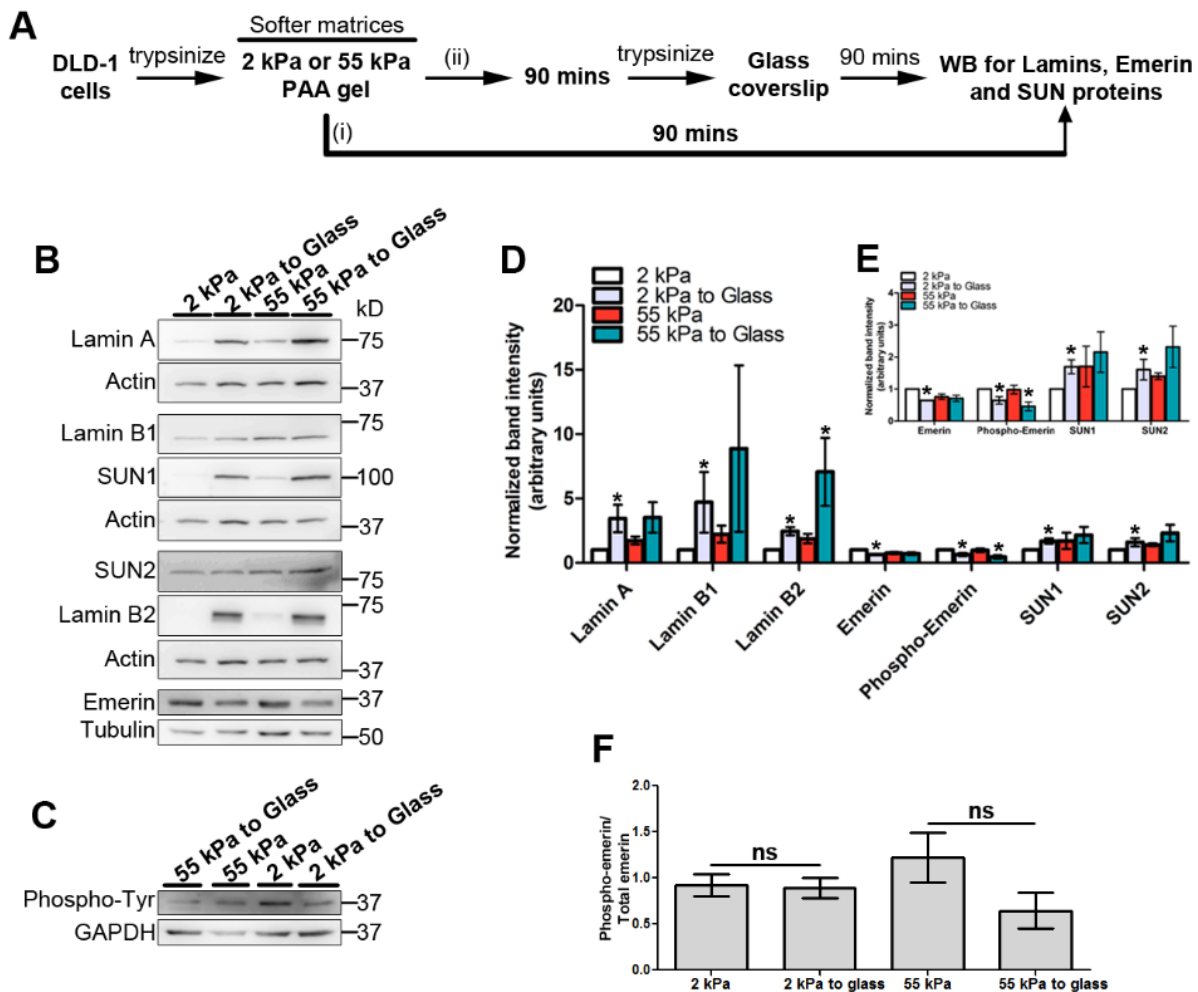 A
DLD-1
cells
trypsinize
Softer matrices
2 kPa or 55 kPa
PAA gel
(ii)
90 mins
trypsinize
Glass
coverslip
90 mins
WB for Lamins, Emerin
and SUN proteins
(i)
90 mins
B
2 kPa
2 kPa to Glass
55 kPa
55 kPa to Glass
kD
Lamin A
75
Actin
37
75
Lamin B1
SUN1
100
Actin
37
SUN2
75
75
Lamin B2
Actin
37
Emerin
37
Tubulin
50
C
55 kPa to Glass
55 kPa
2 kPa
2 kPa to Glass
Phospho-Tyr
37
GAPDH
37
D
2 kPa
2 kPa to Glass
55 kPa
55 kPa to Glass
Normalized band intensity
(arbitrary units)
20
15
10
5
0
* * * * * * * * *
Lamin A
Lamin B1
Lamin B2
Emerin
Phospho-Emerin
SUN1
SUN2
E
2 kPa
2 kPa to Glass
55 kPa
55 kPa to Glass
Normalized band intensity
(arbitrary units)
4
3
2
1
0
* * * * *
Emerin
Phospho-Emerin
SUN1
SUN2
F
Phospho-emerin/
Total emerin
2.0
1.5
1.0
0.5
0.0
ns
ns
2 kPa
2 kPa to glass
55 kPa
55 kPa to glass